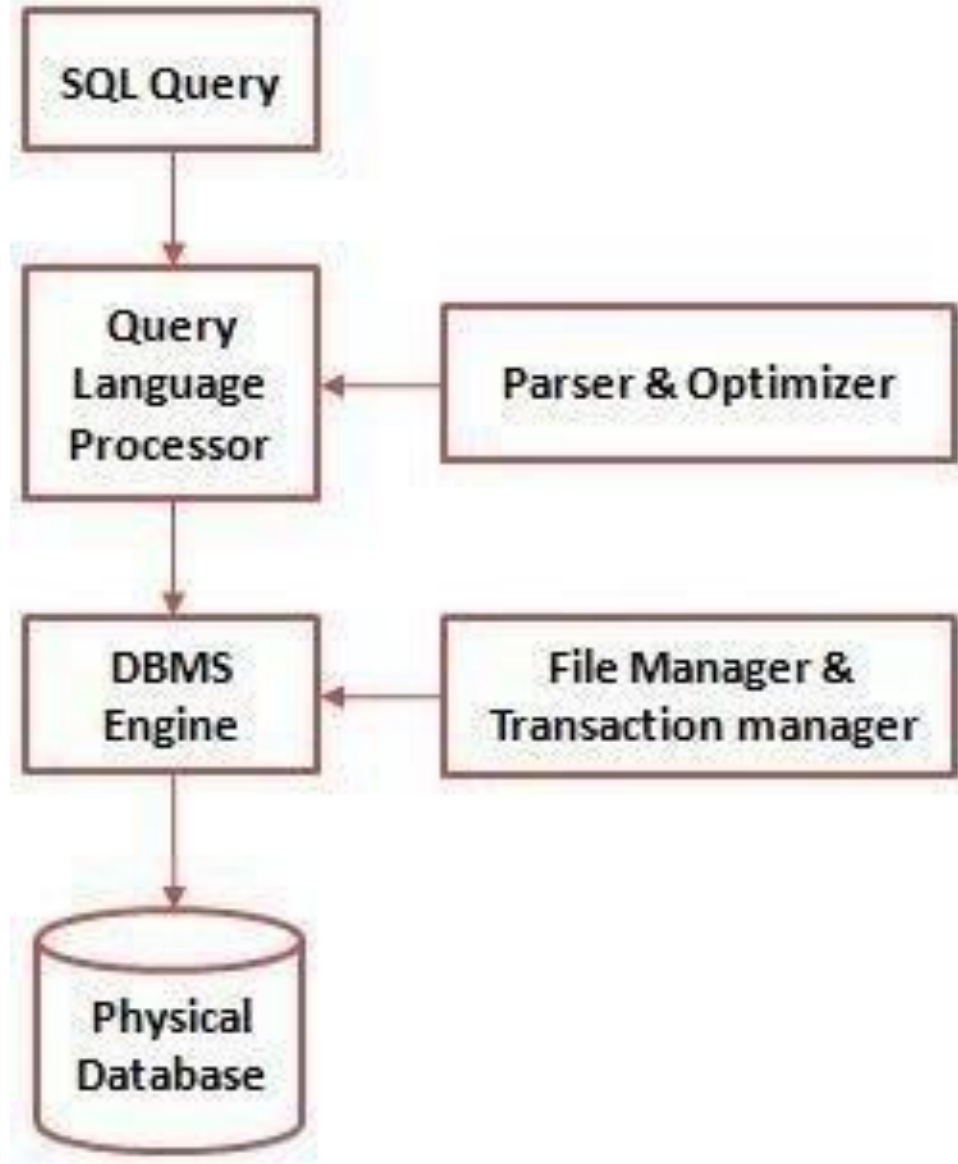 SQL Query
Query
Language
Processor
Parser & Optimizer
DBMS
Engine
File Manager &
Transaction manager
Physical
Database